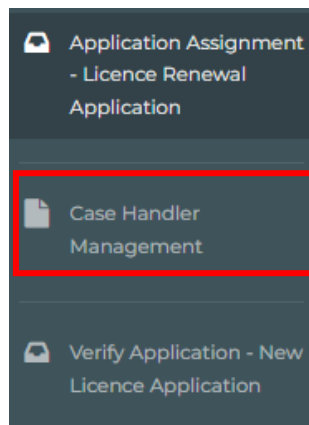 Application Assignment
- Licence Renewal
Application
Case Handler
Management
Verify Application - New
Licence Application